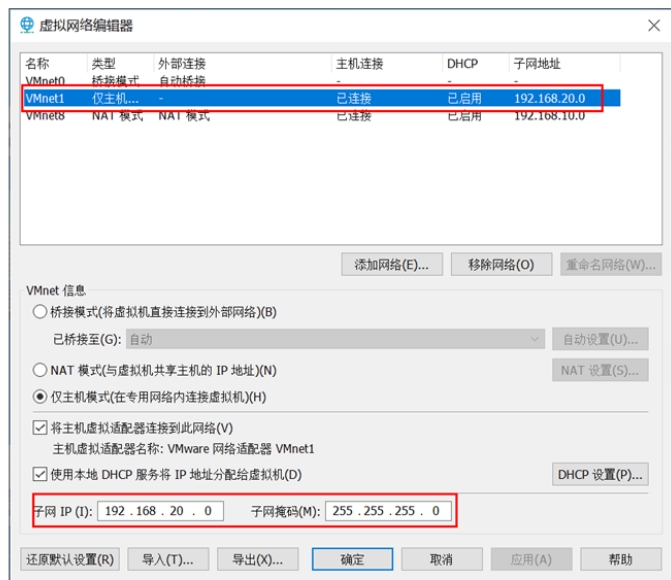 虚拟网络编辑器
名称 类型 外部连接 主机连接 DHCP 子网地址
VMnet0 桥接模式 自动桥接 - - -
VMnet1 仅主机... - 已连接 已启用 192.168.20.0
VMnet8 NAT 模式 NAT 模式 已连接 已启用 192.168.10.0
添加网络(E)... 移除网络(O) 重命名网络(W)...
VMnet 信息
桥接模式(将虚拟机直接连接到外部网络)(B)
已桥接至(G): 自动 自动设置(U)...
NAT 模式(与虚拟机共享主机的 IP 地址)(N) NAT 设置(S)...
仅主机模式(在专用网络内连接虚拟机)(H)
将主机虚拟适配器连接到此网络(V)
主机虚拟适配器名称: VMware 网络适配器 VMnet1
使用本地 DHCP 服务将 IP 地址分配给虚拟机(D) DHCP 设置(P)...
子网 IP (I): 192 . 168 . 20 . 0 子网掩码(M): 255 . 255 . 255 . 0
还原默认设置(R) 导入(T)... 导出(X)... 确定 取消 应用(A) 帮助